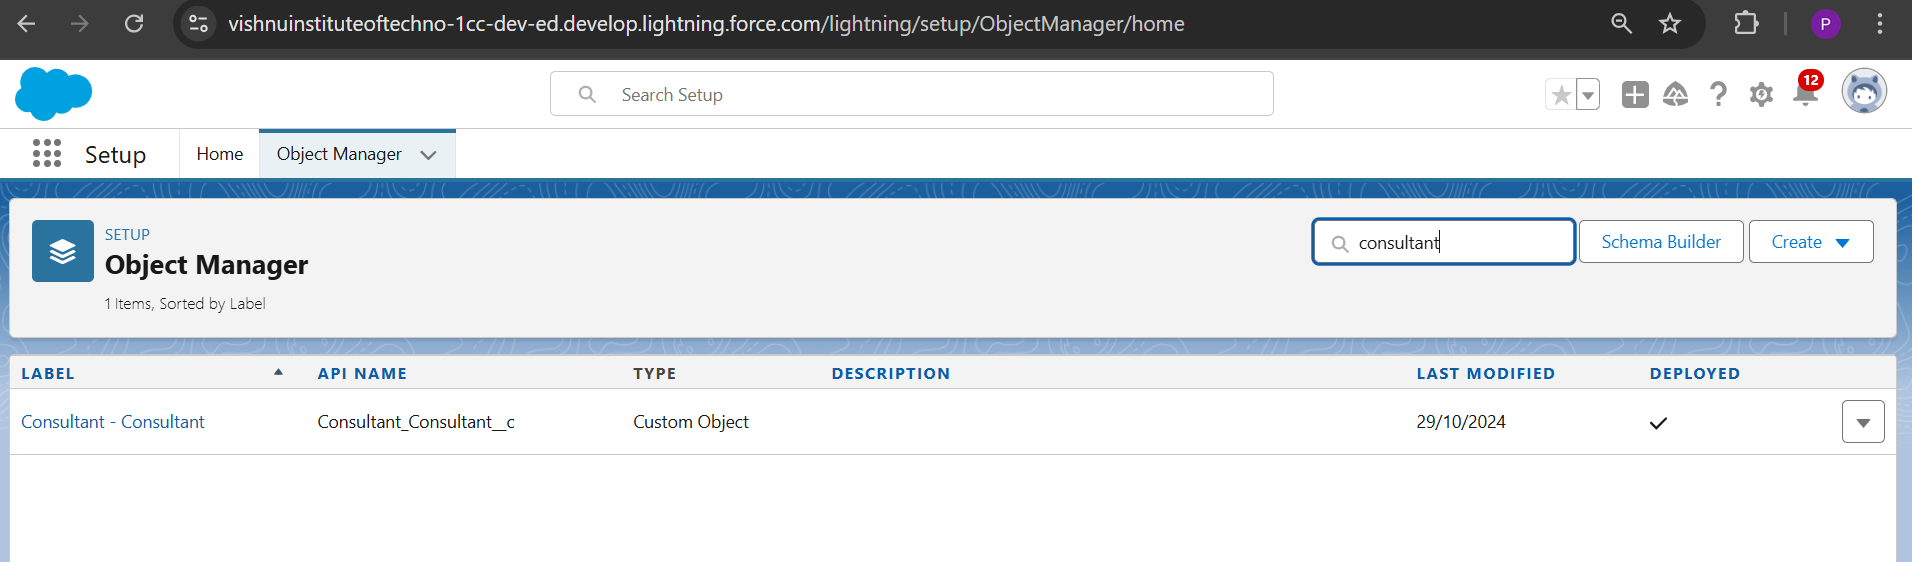 vishnuinstituteoftechno-1cc-dev-ed.develop.lightning.force.com/lightning/setup/ObjectManager/home
P
Search Setup
12
Setup
Home
Object Manager
SETUP
Object Manager
1 Items, Sorted by Label
consultant
Schema Builder
Create
LABEL API NAME TYPE DESCRIPTION LAST MODIFIED DEPLOYED
Consultant - Consultant Consultant_Consultant__c Custom Object 29/10/2024